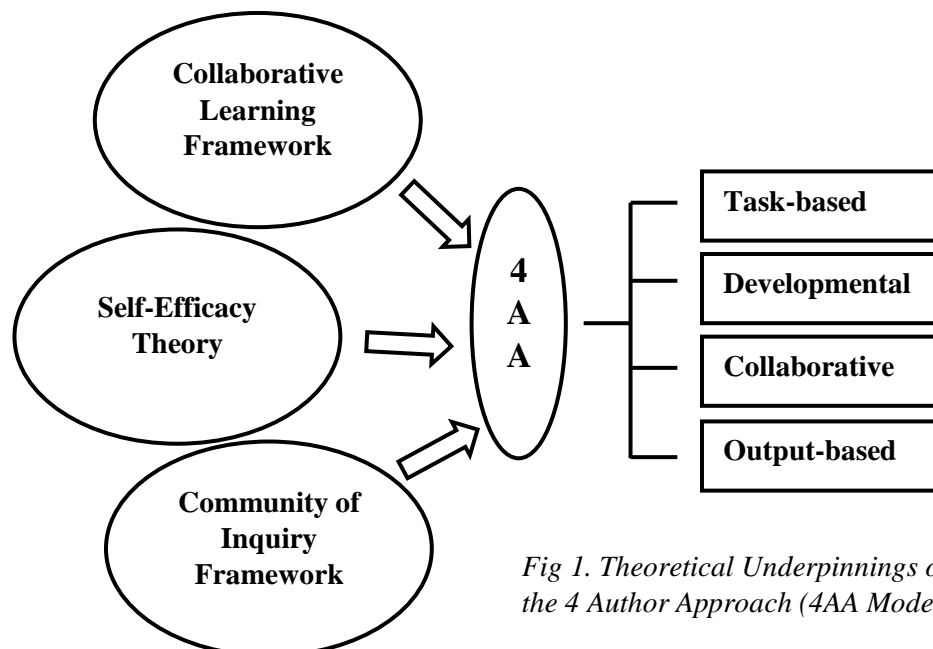 Collaborative
Learning
Framework
Self-Efficacy
Theory
Community of
Inquiry
Framework
4
A
A
Task-based
Developmental
Collaborative
Output-based
Fig 1. Theoretical Underpinnings
the 4 Author Approach (4AA